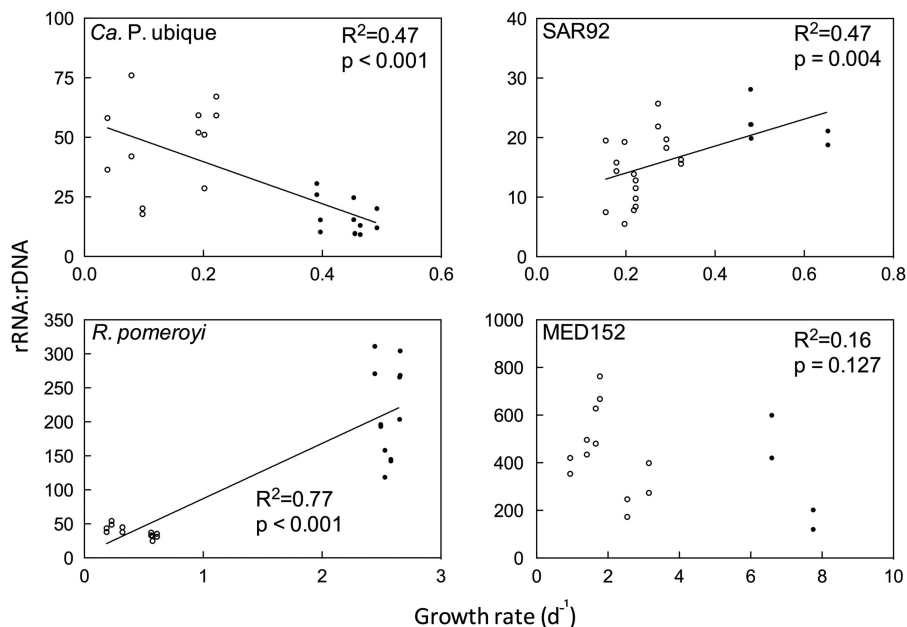 Ca. P. ubique
R²=0.47
p < 0.001
100
75
50
25
0
0.0 0.2 0.4 0.6
SAR92
R²=0.47
p = 0.004
40
30
20
10
0
0.0 0.2 0.4 0.6 0.8
rRNA:rDNA
R. pomeroyi
R²=0.77
p < 0.001
350
300
250
200
150
100
50
0
0 1 2 3
MED152
R²=0.16
p = 0.127
1000
800
600
400
200
0
0 2 4 6 8 10
Growth rate (d⁻¹)